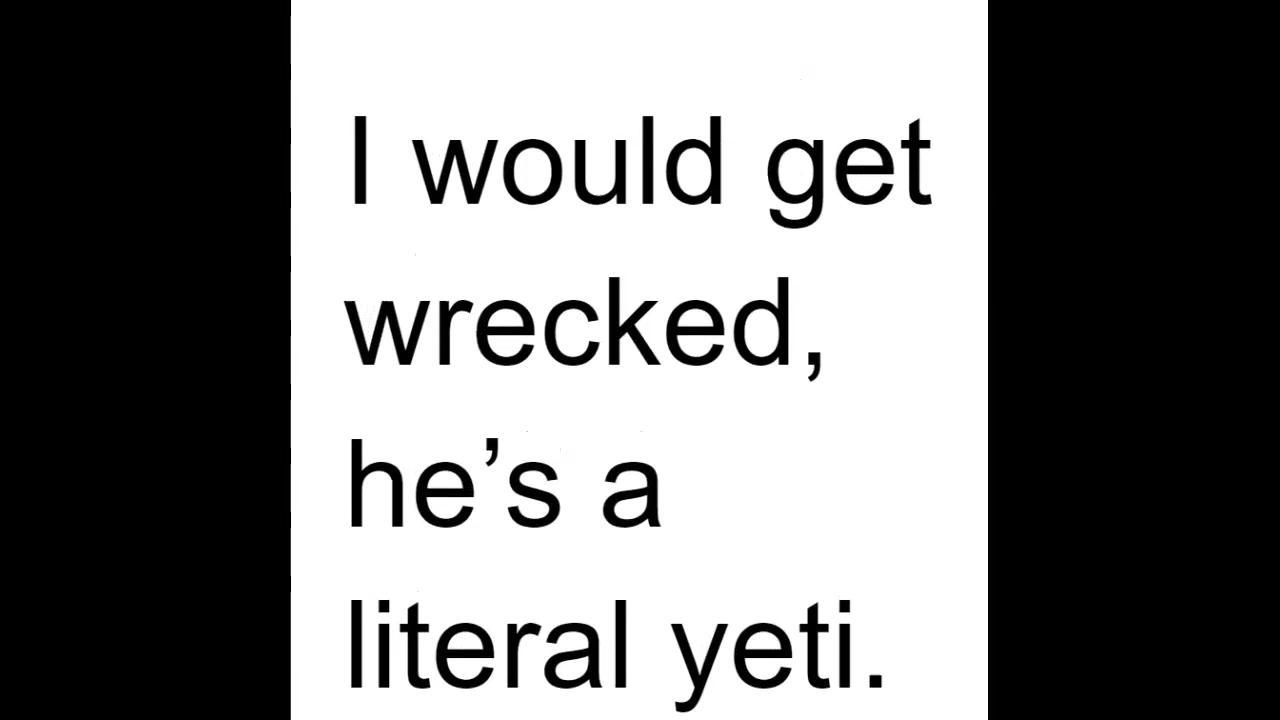 I would get
wrecked,
he’s a
literal yeti.